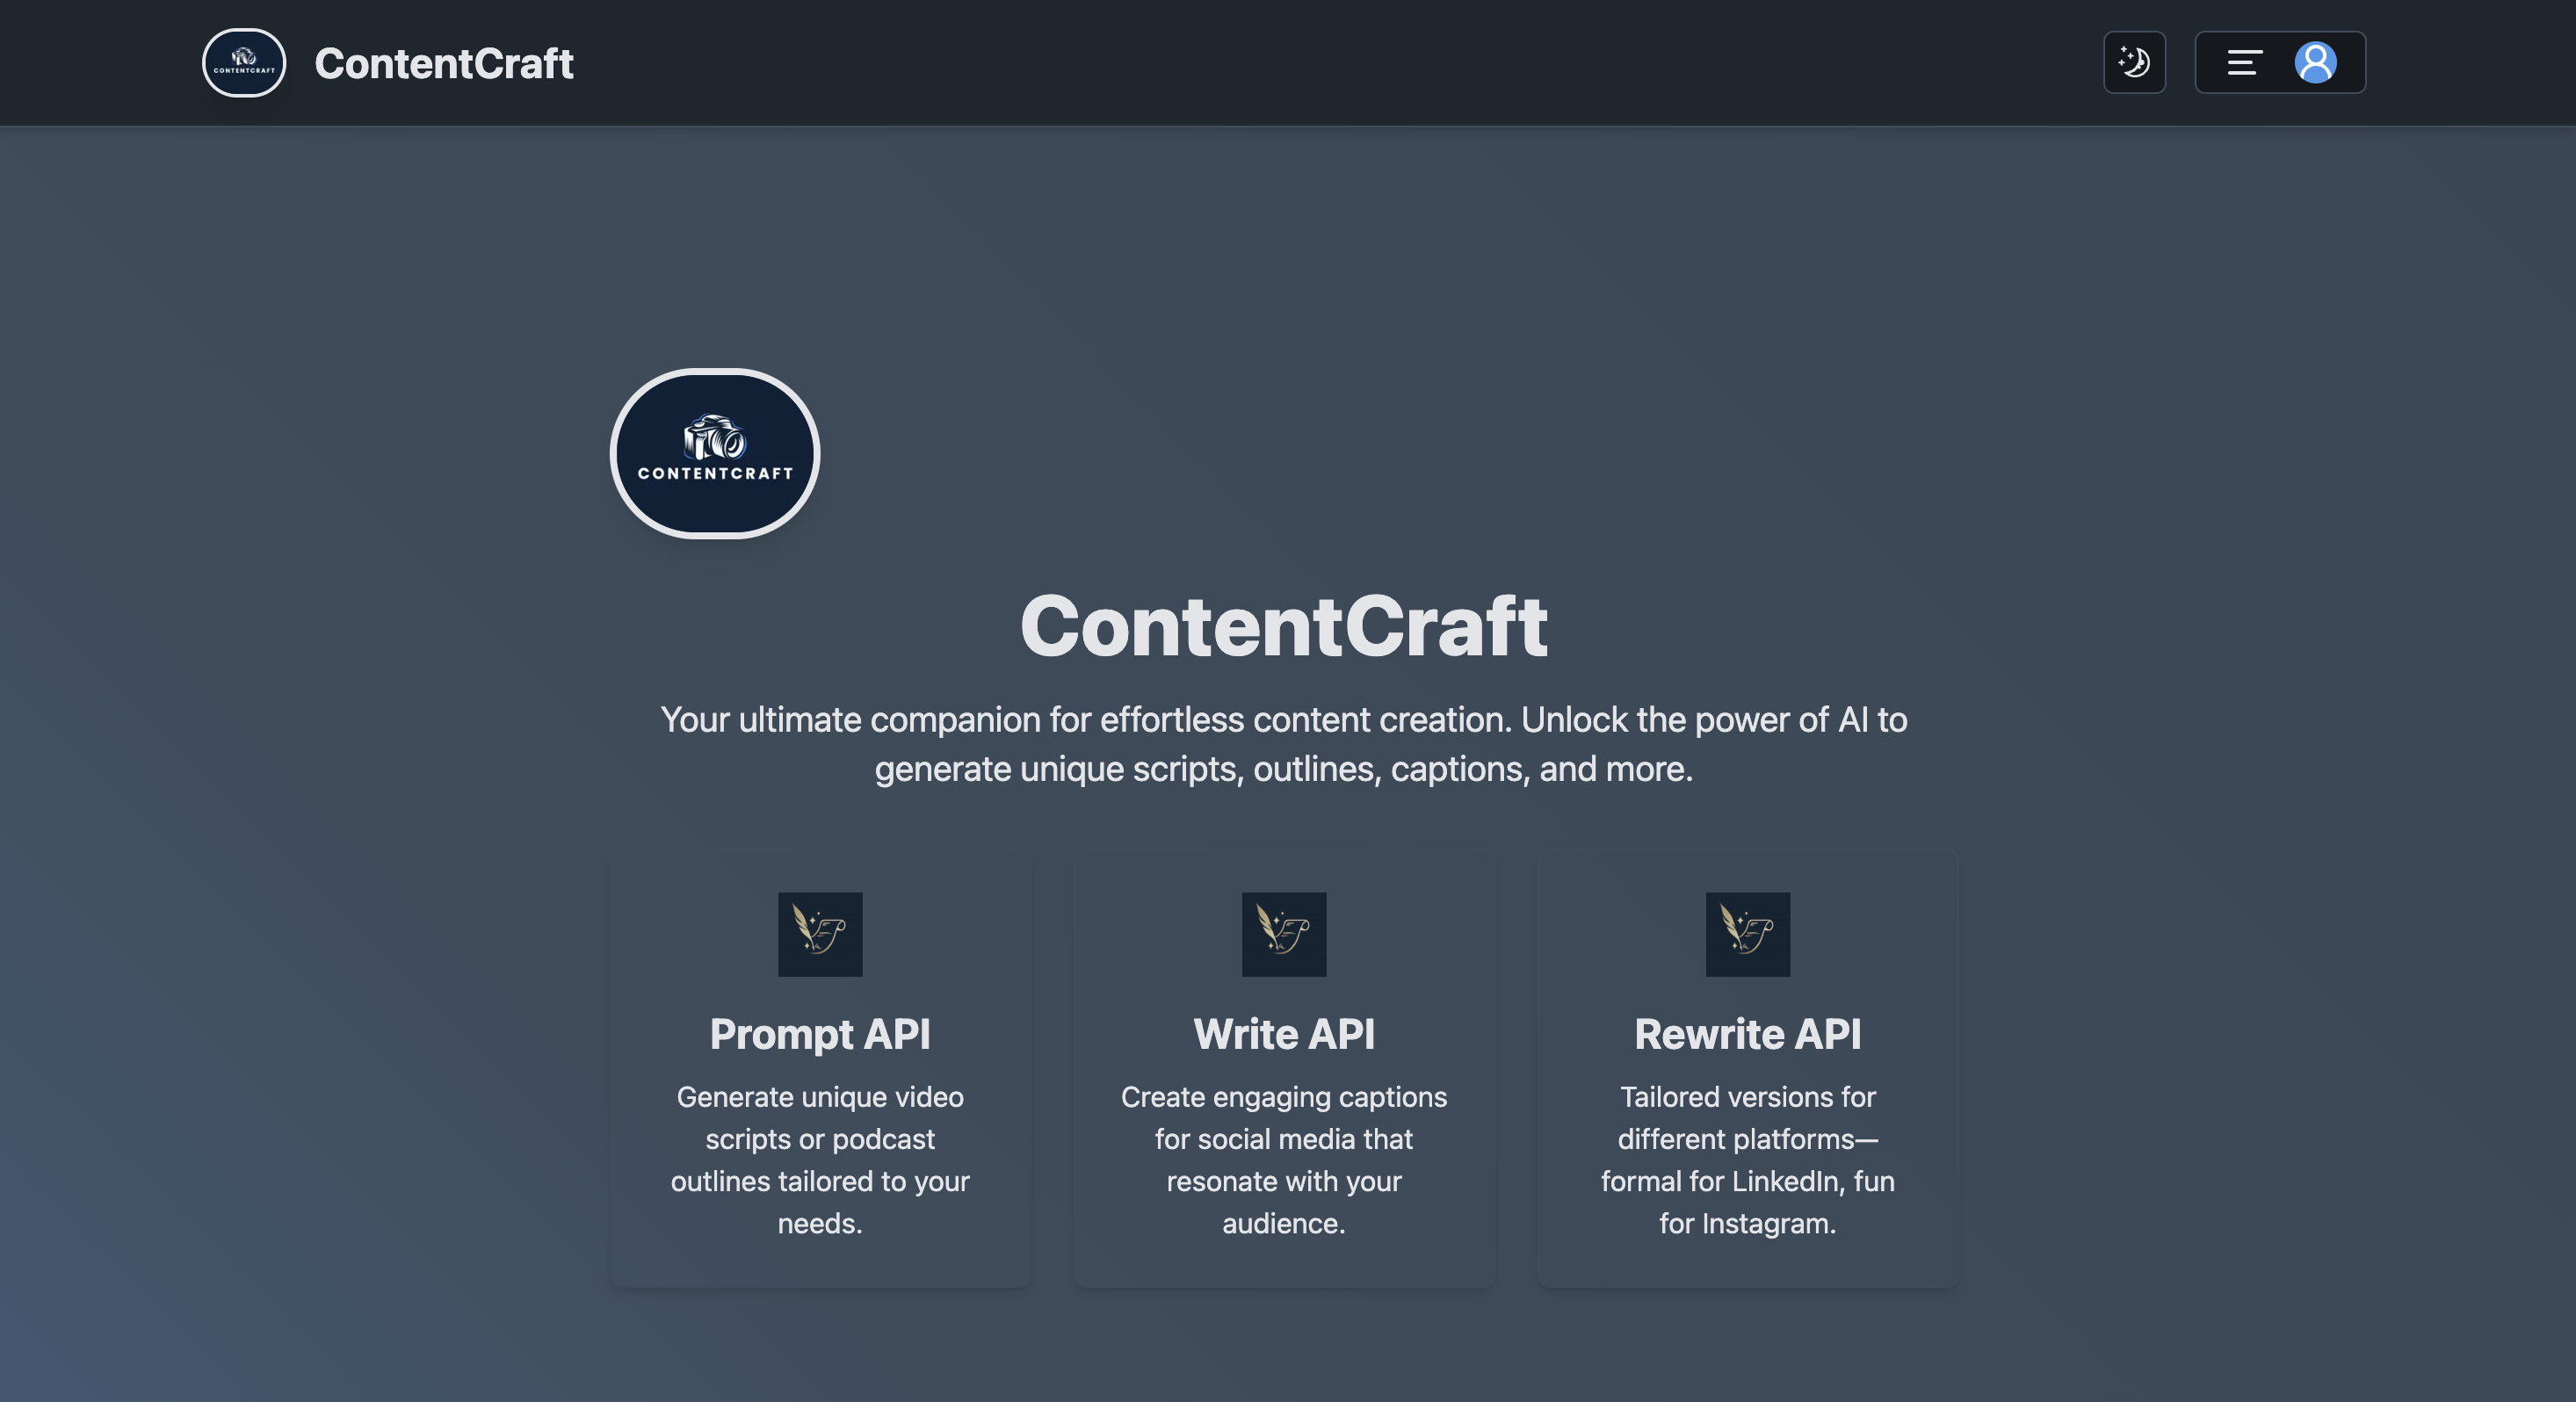 CONTENTCRAFT
ContentCraft
CONTENTCRAFT
ContentCraft
Your ultimate companion for effortless content creation. Unlock the power of AI to
generate unique scripts, outlines, captions, and more.
Prompt API
Generate unique video
scripts or podcast
outlines tailored to your
needs.
Write API
Create engaging captions
for social media that
resonate with your
audience.
Rewrite API
Tailored versions for
different platforms—
formal for LinkedIn, fun
for Instagram.